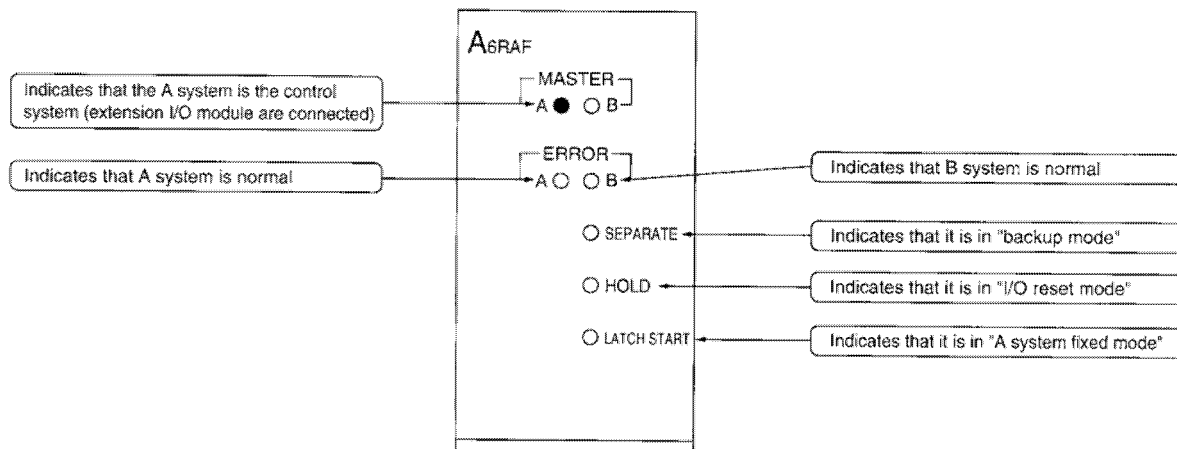 A6RAF
MASTER
A B
Indicates that the A system is the control
system (extension I/O module are connected)
ERROR
A B
Indicates that A system is normal
Indicates that B system is normal
SEPARATE
Indicates that it is in "backup mode"
HOLD
Indicates that it is in "I/O reset mode"
LATCH START
Indicates that it is in "A system fixed mode"